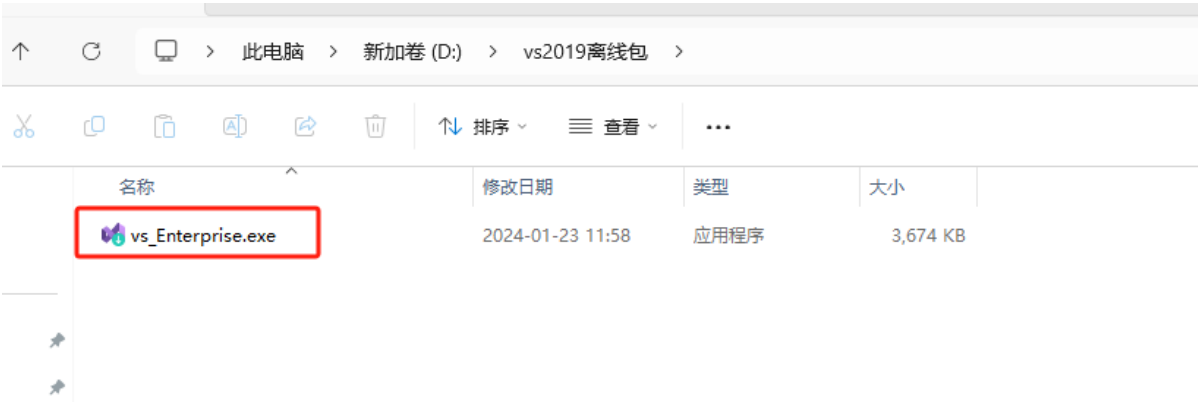 此电脑 > 新加卷 (D:) > vs2019离线包 >
排序 查看 ...
名称 修改日期 类型 大小
vs_Enterprise.exe 2024-01-23 11:58 应用程序 3,674 KB